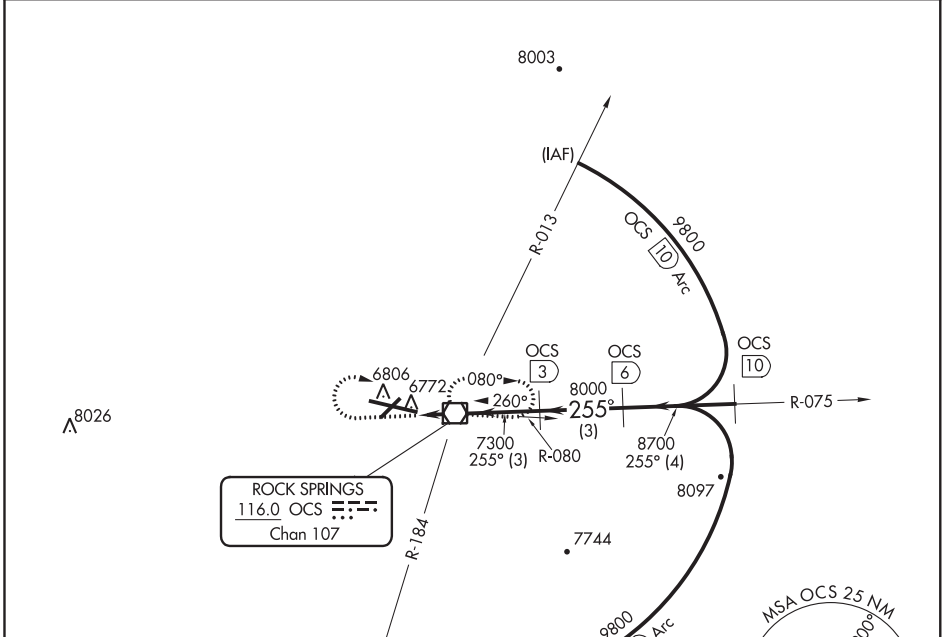 8003
(IAF)
R-013
9800
OCS 10 Arc
OCS
3
OCS
6
OCS
10
6806
6772
080°
260°
8000
255°
(3)
R-075
8026
7300
255° (3)
R-080
8700
255° (4)
8097
ROCK SPRINGS
116.0 OCS
Chan 107
R-184
7744
9800
Arc
MSA OCS 25 NM